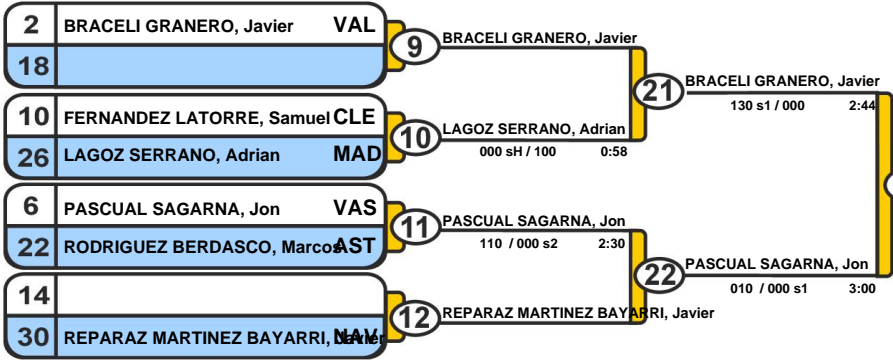 2 BRACELI GRANERO, Javier VAL
18
9
BRACELI GRANERO, Javier
10 FERNANDEZ LATORRE, Samuel CLE
26 LAGOZ SERRANO, Adrian MAD
10
LAGOZ SERRANO, Adrian
000 sH / 100 0:58
21
BRACELI GRANERO, Javier
130 s1 / 000 2:44
6 PASCUAL SAGARNA, Jon VAS
22 RODRIGUEZ BERDASCO, Marcos AST
11
PASCUAL SAGARNA, Jon
110 / 000 s2 2:30
14
30 REPARAZ MARTINEZ BAYARRI, Javier NAV
12
REPARAZ MARTINEZ BAYARRI, Javier
22
PASCUAL SAGARNA, Jon
010 / 000 s1 3:00